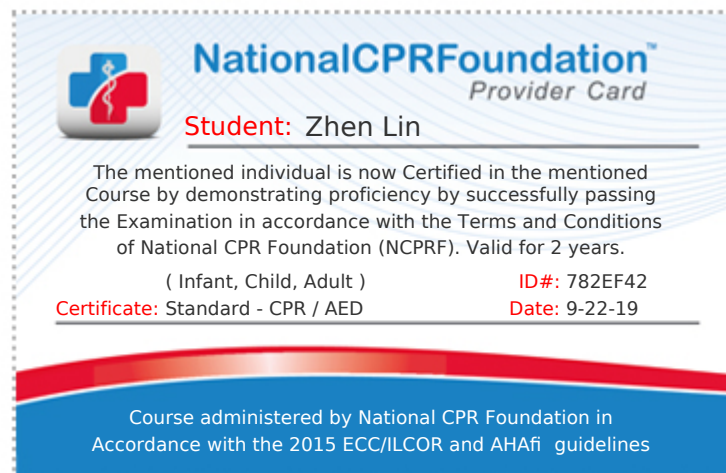 NationalCPRFoundation™
Provider Card
Student: Zhen Lin
The mentioned individual is now Certified in the mentioned
Course by demonstrating proficiency by successfully passing
the Examination in accordance with the Terms and Conditions
of National CPR Foundation (NCPRF). Valid for 2 years.
( Infant, Child, Adult ) ID#: 782EF42
Certificate: Standard - CPR / AED Date: 9-22-19
Course administered by National CPR Foundation in
Accordance with the 2015 ECC/ILCOR and AHAfi guidelines